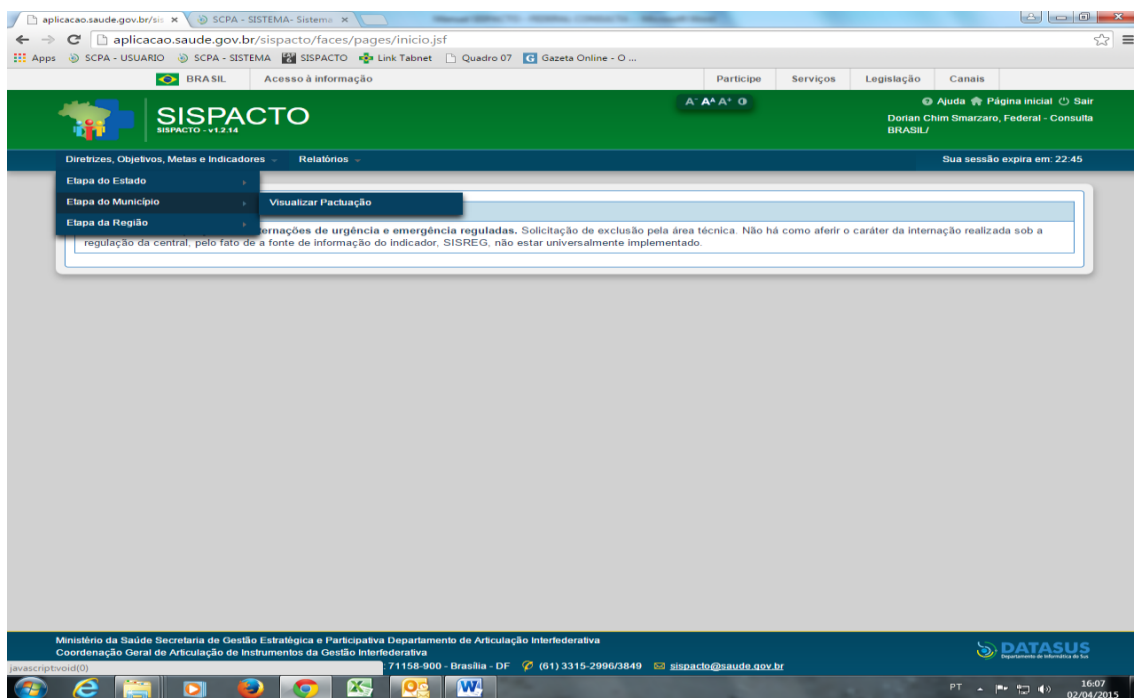 aplicacao.saude.gov.br/sis
SCPA - SISTEMA- Sistema
aplicacao.saude.gov.br/sispacto/faces/pages/inicio.jsf
Apps SCPA - USUARIO SCPA - SISTEMA SISPACTO Link Tabnet Quadro 07 G Gazeta Online - O ...
BRASIL Acesso à informação Participe Serviços Legislação Canais
A- A^ A+
Ajuda Página inicial Sair
SISPACTO
SISPACTO - v1.2.14
Dorian Chim Smarzaro, Federal - Consulta
BRASIL/
Diretrizes, Objetivos, Metas e Indicadores Relatórios Sua sessão expira em: 22:45
Etapa do Estado
Etapa do Município Visualizar Pactuação
Etapa da Região
ernações de urgência e emergência reguladas. Solicitação de exclusão pela área técnica. Não há como aferir o caráter da internação realizada sob a
regulação da central, pelo fato de a fonte de informação do indicador, SISREG, não estar universalmente implementado.
Ministério da Saúde Secretaria de Gestão Estratégica e Participativa Departamento de Articulação Interfederativa
Coordenação Geral de Articulação de Instrumentos da Gestão Interfederativa
javascript:void(0) : 71158-900 - Brasília - DF (61) 3315-2996/3849 sispacto@saude.gov.br
DATASUS
Departamento de Informática do Sus
PT 16:07
02/04/2015